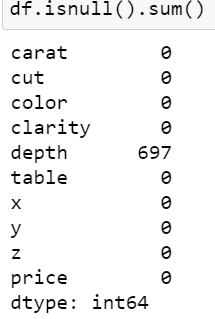 df.isnull().sum()
carat 0
cut 0
color 0
clarity 0
depth 697
table 0
x 0
y 0
z 0
price 0
dtype: int64